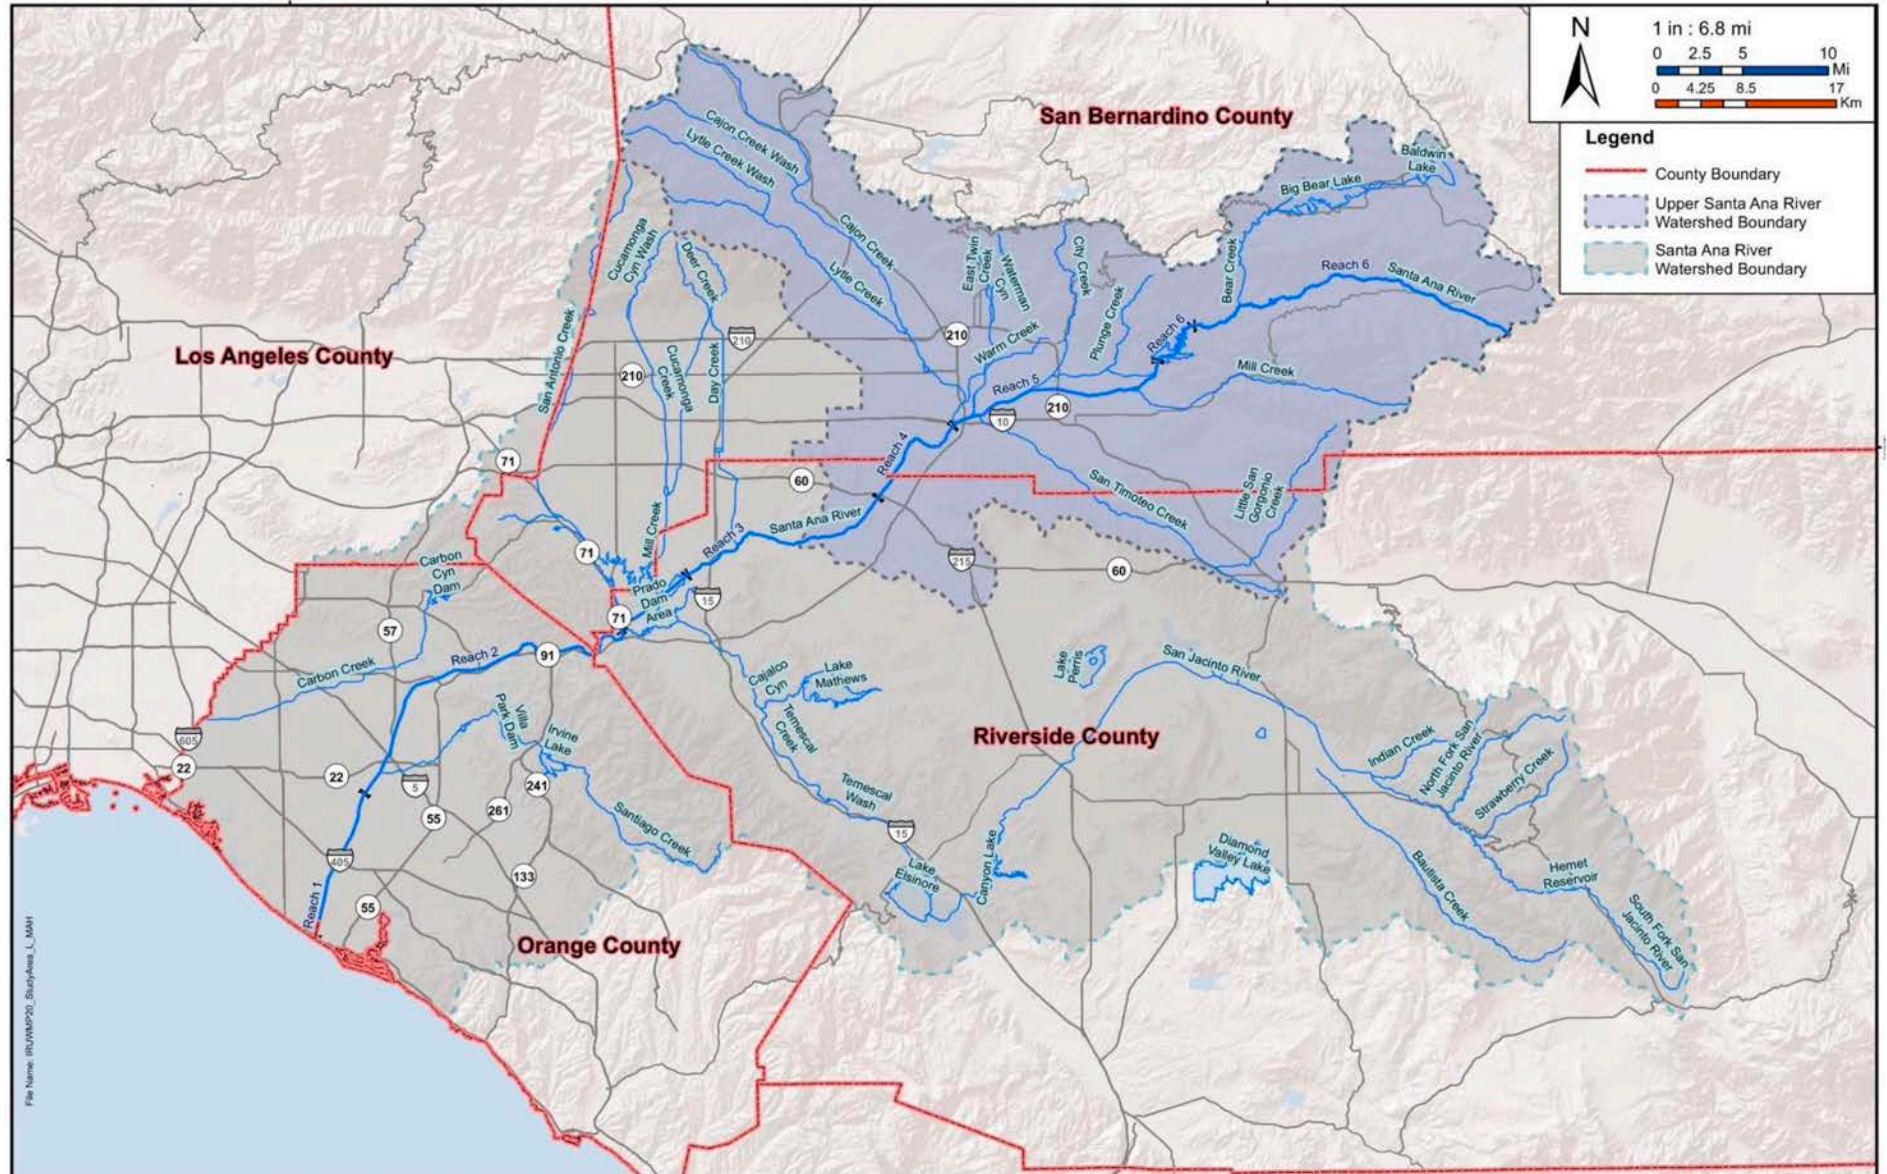 N
1 in : 6.8 mi
0 2.5 5 10
Mi
0 4.25 8.5 17
Km
Legend
County Boundary
Upper Santa Ana River
Watershed Boundary
Santa Ana River
Watershed Boundary
San Bernardino County
Los Angeles County
Riverside County
Orange County
Cajon Creek Wash
Lytle Creek Wash
Baldwin
Lake
Big Bear Lake
Cucamonga
Cyn Wash
Deer Creek
Cajon Creek
Lytle Creek
East Twin
Creek
Waterman
Cyn
City Creek
Plunge Creek
Bear Creek
Reach 6
Santa Ana River
San Antonio Creek
210
210
210
Warm Creek
Reach 6
Cucamonga
Creek
Day Creek
Reach 5
Mill Creek
10
210
71
Reach 4
60
San Timoteo Creek
Little San
Gorgonio
Creek
Mill Creek
Santa Ana River
Reach 3
71
215
60
Carbon
Cyn
Dam
Prado
Dam
Area
15
71
57
91
Reach 2
Carbon Creek
Cajalco
Cyn
Lake
Mathews
Lake
Perris
San Jacinto River
Villa
Park Dam
Irvine
Lake
Temescal
Creek
605
22
22
5
241
261
55
Temescal
Wash
Indian Creek
North Fork San
Jacinto River
Strawberry Creek
Santiago Creek
15
405
133
55
Reach 1
Lake
Elsinore
Canyon Lake
Diamond
Valley Lake
Bautista Creek
Hemet
Reservoir
South Fork San
Jacinto River
File Name: IRUWMP20_StudyArea_L_MAH